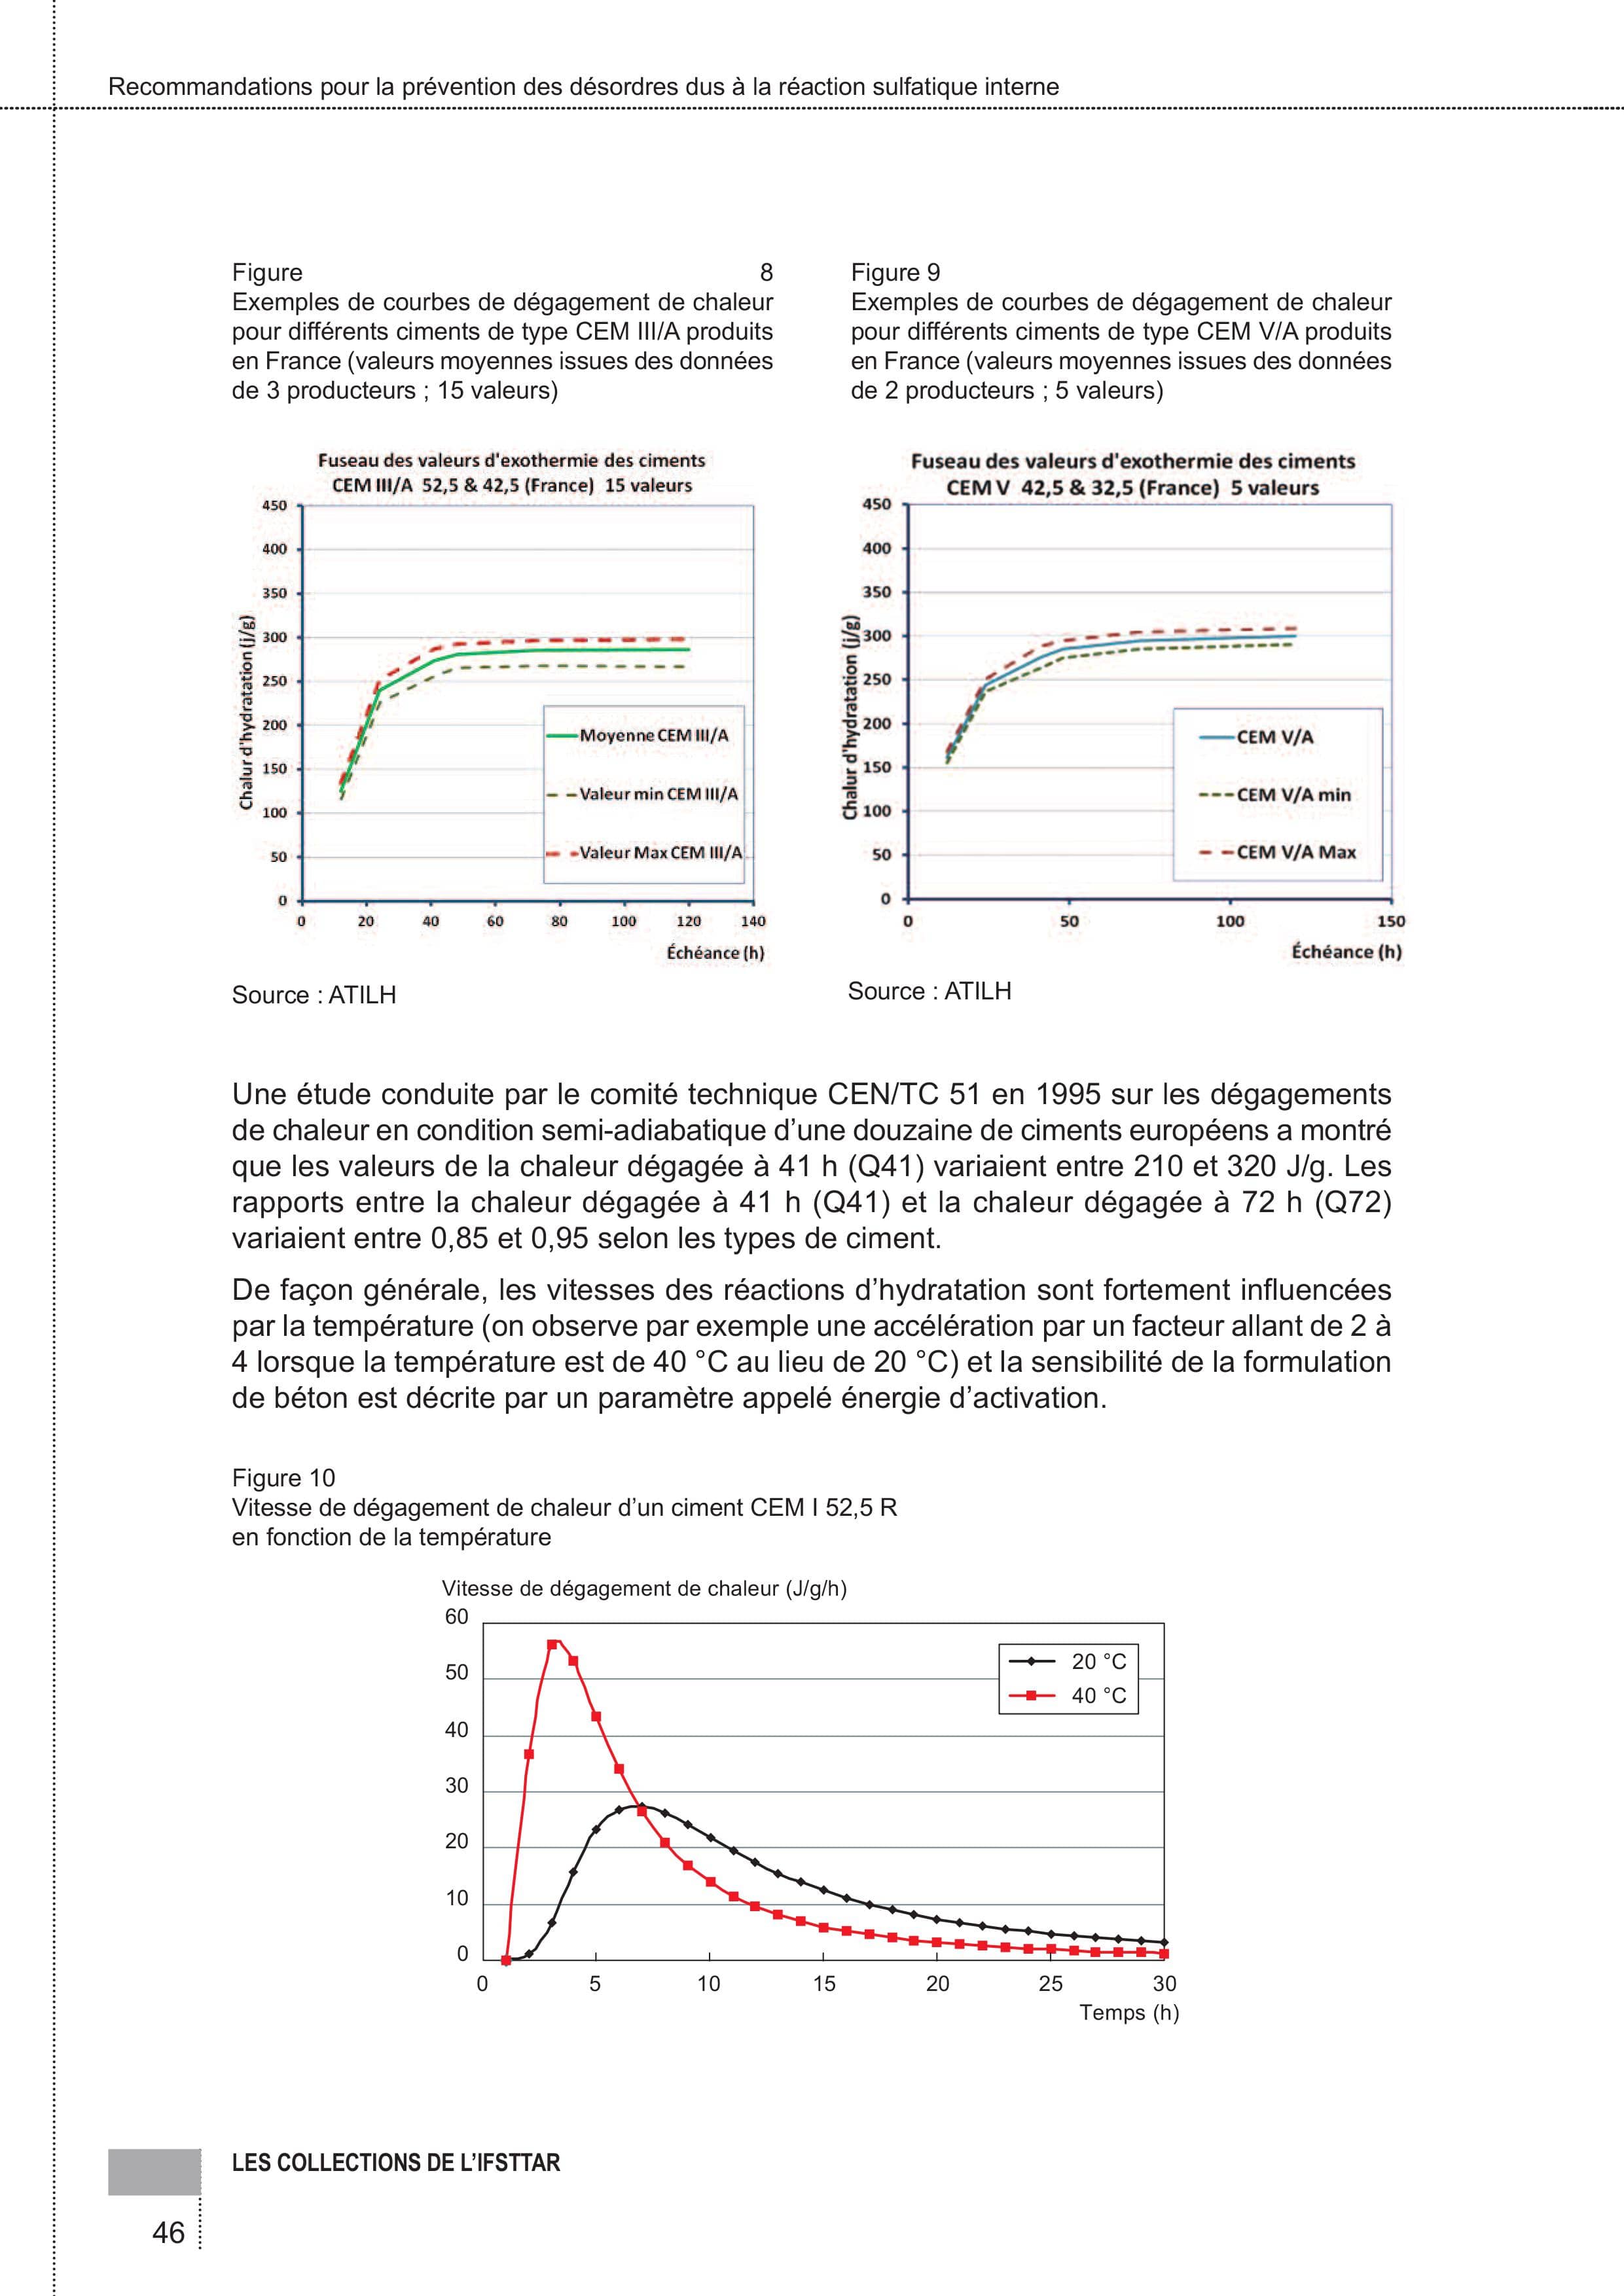 Recommandations pour la prévention des désordres dus à la réaction sulfatique interne
Figure 8
Exemples de courbes de dégagement de chaleur
pour différents ciments de type CEM III/A produits
en France (valeurs moyennes issues des données
de 3 producteurs ; 15 valeurs)
Fuseau des valeurs d'exothermie des ciments
CEM III/A 52,5 & 42,5 (France) 15 valeurs
Chalur d'hydratation (j/g)
450
400
350
300
250
200
150
100
50
0
0 20 40 60 80 100 120 140
Échéance (h)
Moyenne CEM III/A
Valeur min CEM III/A
Valeur Max CEM III/A
Source : ATILH
Figure 9
Exemples de courbes de dégagement de chaleur
pour différents ciments de type CEM V/A produits
en France (valeurs moyennes issues des données
de 2 producteurs ; 5 valeurs)
Fuseau des valeurs d'exothermie des ciments
CEM V 42,5 & 32,5 (France) 5 valeurs
Chalur d'hydratation (j/g)
450
400
350
300
250
200
150
100
50
0
0 50 100 150
Échéance (h)
CEM V/A
CEM V/A min
CEM V/A Max
Source : ATILH
Une étude conduite par le comité technique CEN/TC 51 en 1995 sur les dégagements
de chaleur en condition semi-adiabatique d’une douzaine de ciments européens a montré
que les valeurs de la chaleur dégagée à 41 h (Q41) variaient entre 210 et 320 J/g. Les
rapports entre la chaleur dégagée à 41 h (Q41) et la chaleur dégagée à 72 h (Q72)
variaient entre 0,85 et 0,95 selon les types de ciment.
De façon générale, les vitesses des réactions d’hydratation sont fortement influencées
par la température (on observe par exemple une accélération par un facteur allant de 2 à
4 lorsque la température est de 40 °C au lieu de 20 °C) et la sensibilité de la formulation
de béton est décrite par un paramètre appelé énergie d’activation.
Figure 10
Vitesse de dégagement de chaleur d’un ciment CEM I 52,5 R
en fonction de la température
Vitesse de dégagement de chaleur (J/g/h)
60
50
40
30
20
10
0
0 5 10 15 20 25 30
Temps (h)
20 °C
40 °C
LES COLLECTIONS DE L’IFSTTAR
46